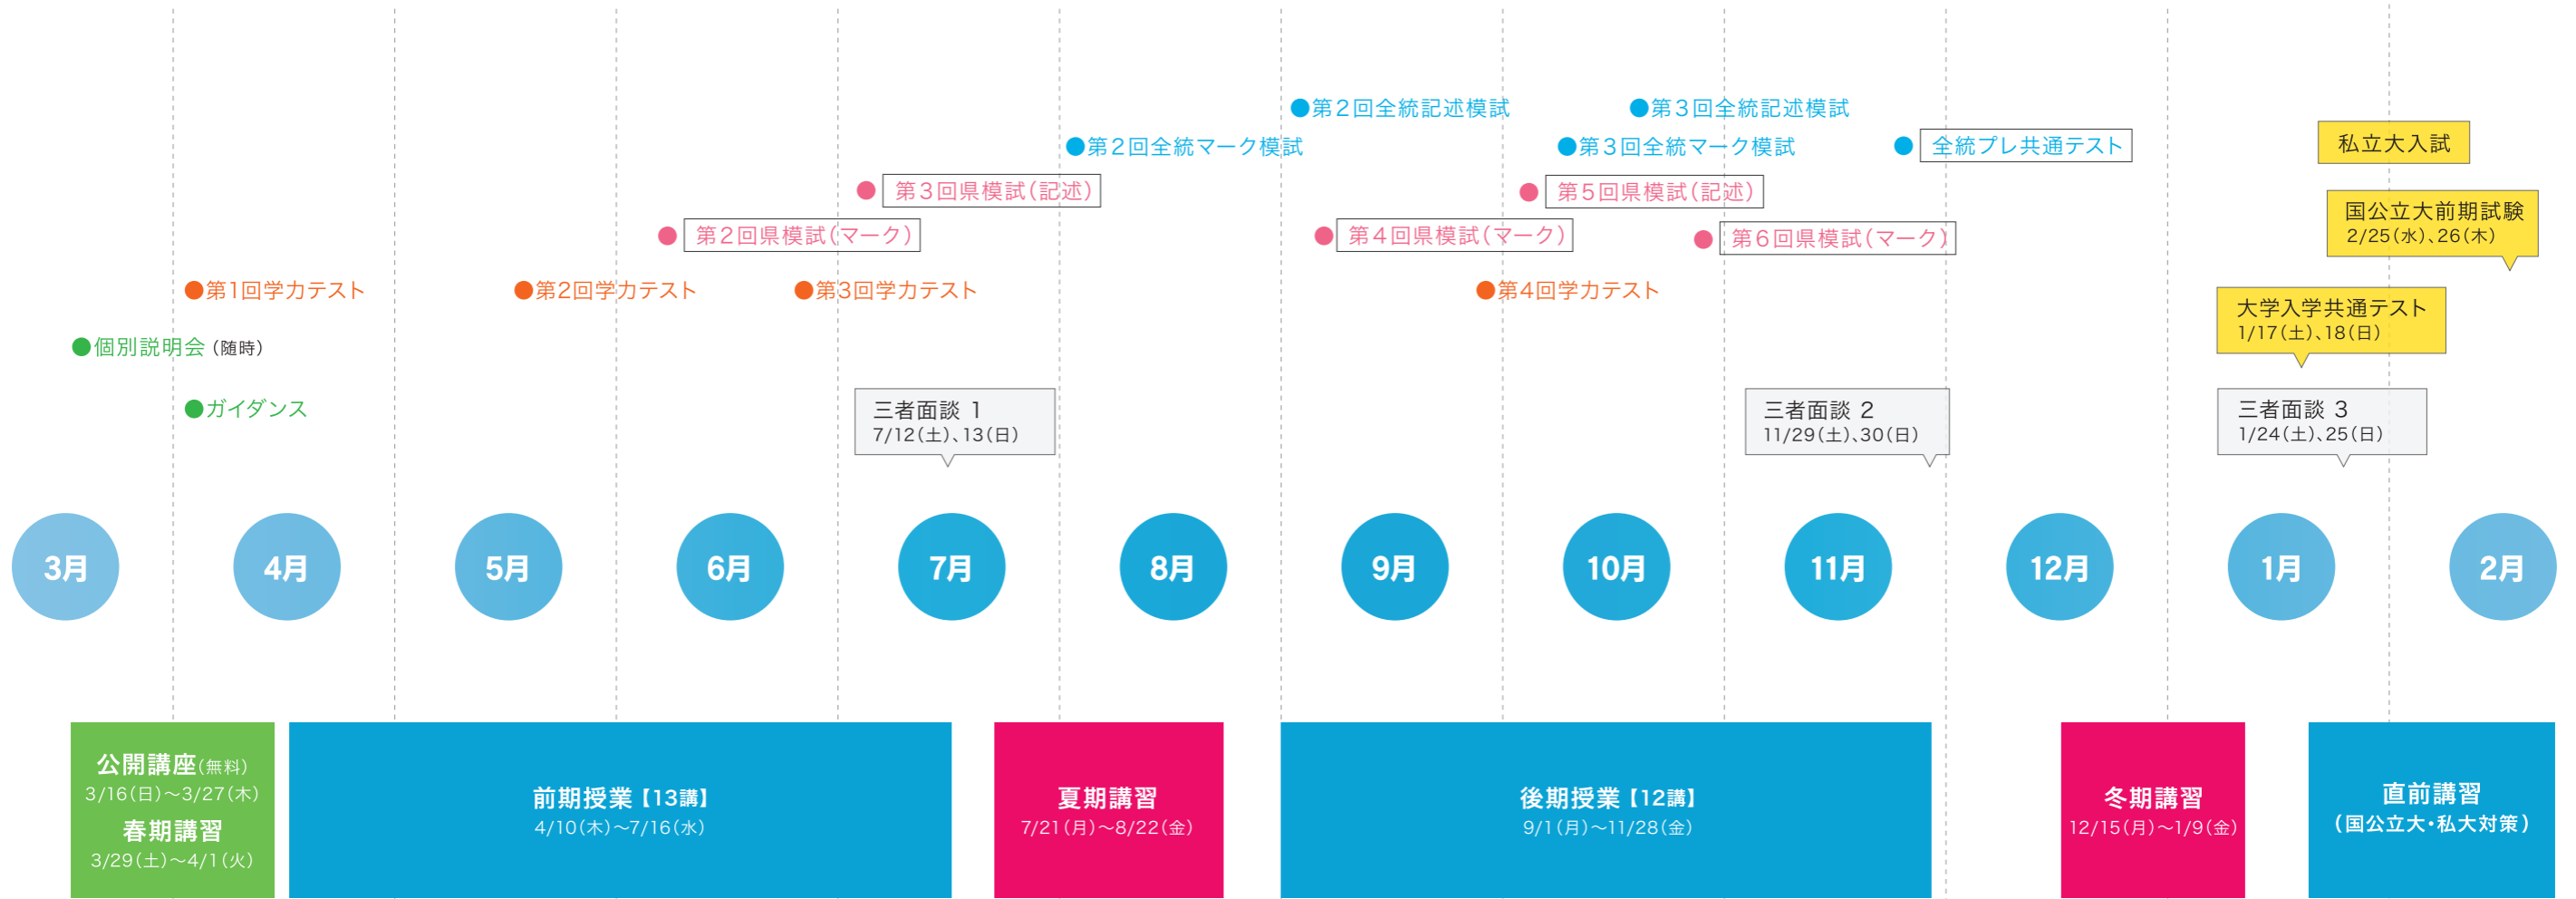 ●第2回全統記述模試
●第3回全統記述模試
●第2回全統マーク模試
●第3回全統マーク模試
●全統プレ共通テスト
私立大入試
●第3回県模試（記述）
●第5回県模試（記述）
国公立大前期試験
2/25（水）、26（木）
●第2回県模試（マーク）
●第4回県模試（マーク）
●第6回県模試（マーク）
●第1回学力テスト
●第2回学力テスト
●第3回学力テスト
●第4回学力テスト
大学入学共通テスト
1/17（土）、18（日）
●個別説明会（随時）
●ガイダンス
三者面談 1
7/12（土）、13（日）
三者面談 2
11/29（土）、30（日）
三者面談 3
1/24（土）、25（日）
3月
4月
5月
6月
7月
8月
9月
10月
11月
12月
1月
2月
公開講座（無料）
3/16（日）～3/27（木）
春期講習
3/29（土）～4/1（火）
前期授業【13講】
4/10（木）～7/16（水）
夏期講習
7/21（月）～8/22（金）
後期授業【12講】
9/1（月）～11/28（金）
冬期講習
12/15（月）～1/9（金）
直前講習
（国公立大・私大対策）